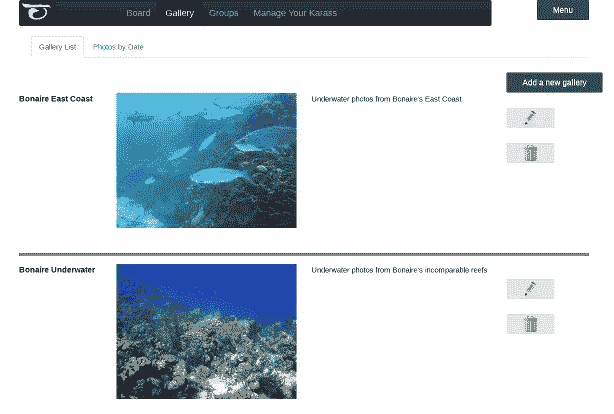 Board Gallery Groups Manage Your Karass
Menu
Gallery List Photos by Date
Add a new gallery
Bonaire East Coast
Underwater photos from Bonaire's East Coast
Bonaire Underwater
Underwater photos from Bonaire's incomparable reefs